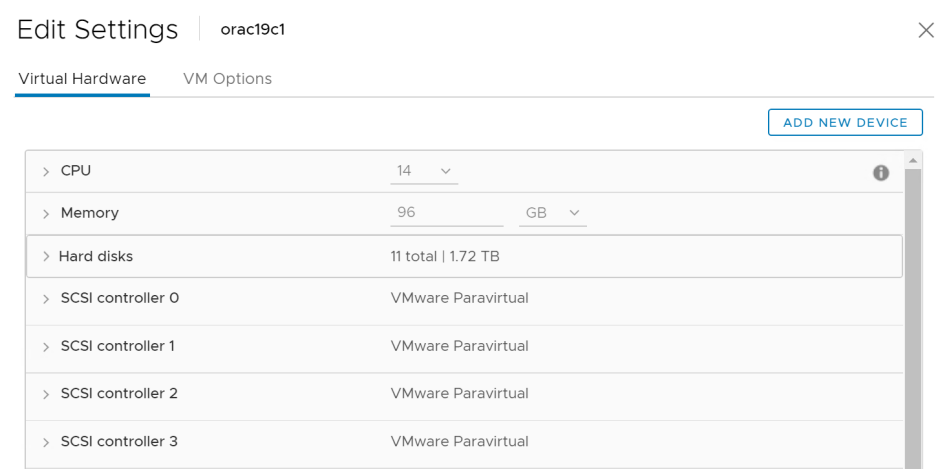 Edit Settings | orac19c1
Virtual Hardware VM Options
ADD NEW DEVICE
CPU 14
Memory 96 GB
Hard disks 11 total | 1.72 TB
SCSI controller 0 VMware Paravirtual
SCSI controller 1 VMware Paravirtual
SCSI controller 2 VMware Paravirtual
SCSI controller 3 VMware Paravirtual